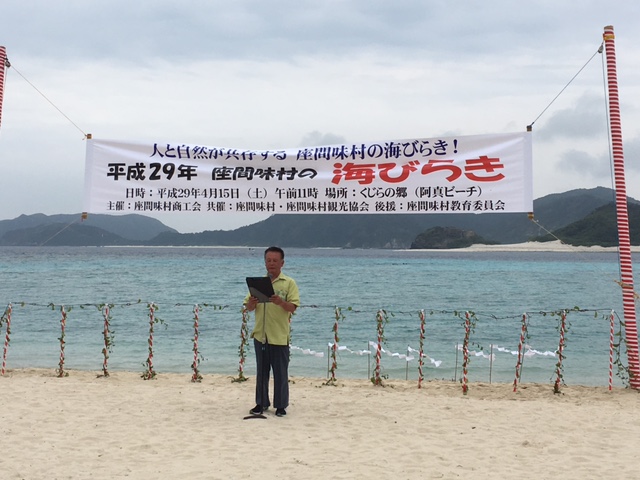 人と自然が共存する 座間味村の海びらき!
平成29年 座間味村の 海びらき
日時:平成29年4月15日(土)午前11時 場所:くじらの郷(阿真ビーチ)
主催:座間味村商工会 共催:座間味村・座間味村観光協会 後援:座間味村教育委員会